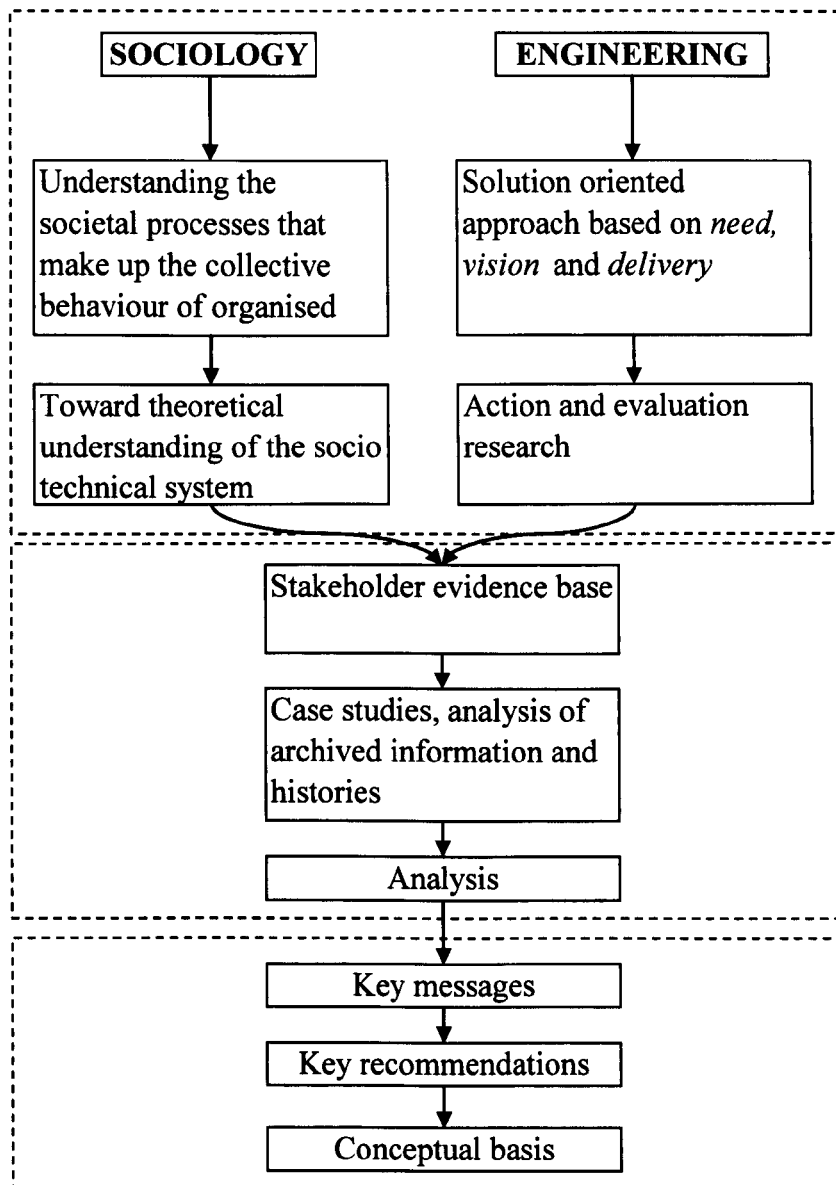 SOCIOLOGY
ENGINEERING
Understanding the
societal processes that
make up the collective
behaviour of organised
Solution oriented
approach based on need,
vision and delivery
Toward theoretical
understanding of the socio
technical system
Action and evaluation
research
Stakeholder evidence base
Case studies, analysis of
archived information and
histories
Analysis
Key messages
Key recommendations
Conceptual basis